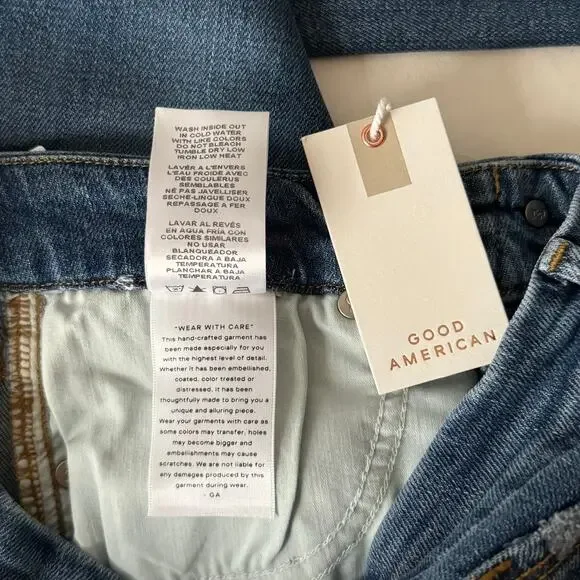 WASH INSIDE OUT
IN COLD WATER
WITH LIKE COLORS
DO NOT BLEACH
TUMBLE DRY LOW
IRON LOW HEAT
LAVER À L'ENVERS
L'EAU FROIDE AVEC
DES COULERUS
SEMBLABLES
NE PAS JAVELLISER
SECHE-LINGUE DOUX
REPASSAGE A FER
DOUX
LAVAR AL REVÉS
EN AGUA FRÍA CON
COLORES SIMILARES
NO USAR
BLANQUEADOR
SECADORA A BAJA
TEMPERATURA
PLANCHAR A BAJA
TEMPERATURA
"WEAR WITH CARE"
This hand-crafted garment has
been made especially for you
with the highest level of detail.
Whether it has been embellished,
coated, color treated or
distressed, it has been
thoughtfully made to bring you a
unique and alluring piece.
Wear your garments with care as
some colors may transfer, holes
may become bigger and
embellishments may cause
scratches. We are not liable for
any damages produced by this
garment during wear.
- GA
GOOD
AMERICAN